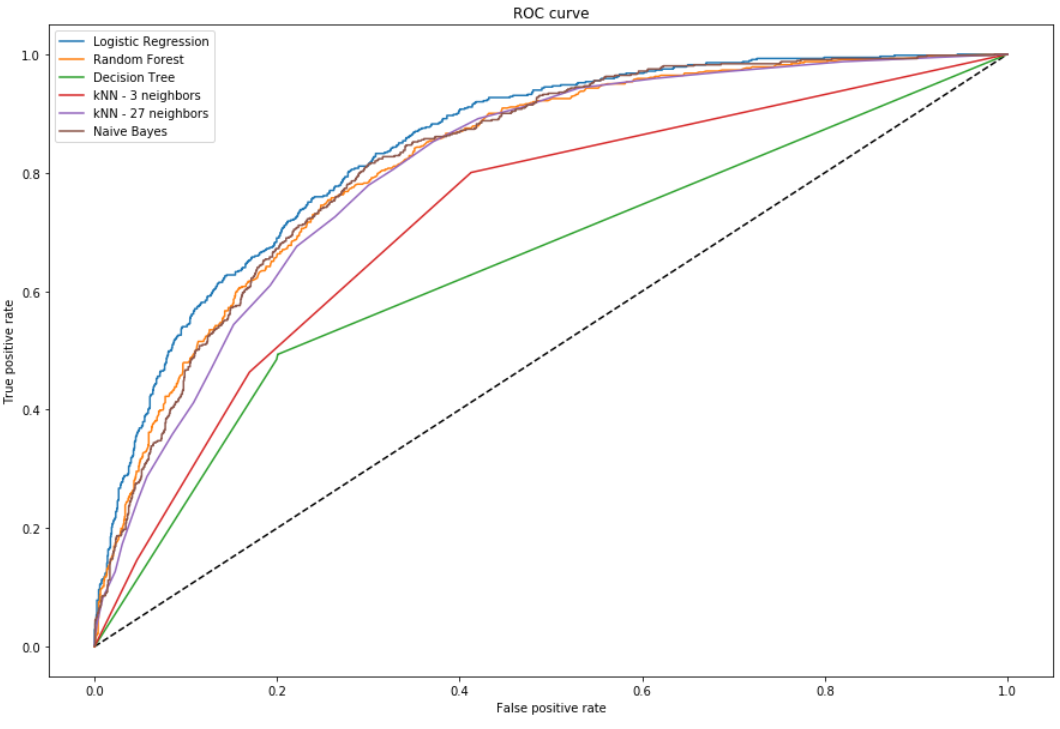 ROC curve
Logistic Regression
Random Forest
Decision Tree
kNN - 3 neighbors
kNN - 27 neighbors
Naive Bayes
1.0
0.8
0.6
0.4
0.2
0.0
True positive rate
0.0 0.2 0.4 0.6 0.8 1.0
False positive rate